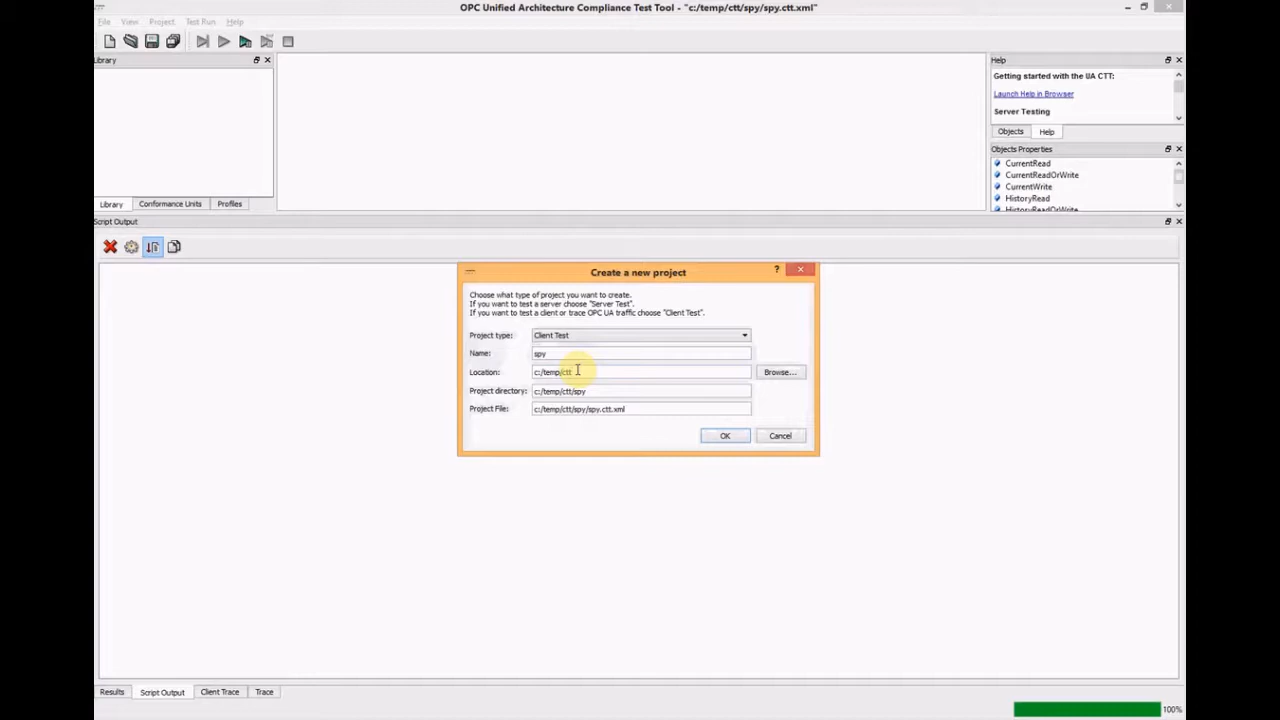 OPC Unified Architecture Compliance Test Tool - "c:/temp/ctt/spy/spy.ctt.xml"
File View Project Test Run Help
Library
Help
Getting started with the UA CTT:
Launch Help in Browser
Server Testing
Objects Help
Objects Properties
CurrentRead
CurrentReadOrWrite
CurrentWrite
HistoryRead
HistoryReadOrWrite
Library Conformance Units Profiles
Script Output
Create a new project
?
Choose what type of project you want to create.
If you want to test a server choose "Server Test".
If you want to test a client or trace OPC UA traffic choose "Client Test".
Project type: Client Test
Name: spy
Location: c:/temp/ctt Browse...
Project directory: c:/temp/ctt/spy
Project File: c:/temp/ctt/spy/spy.ctt.xml
OK Cancel
Results Script Output Client Trace Trace
100%